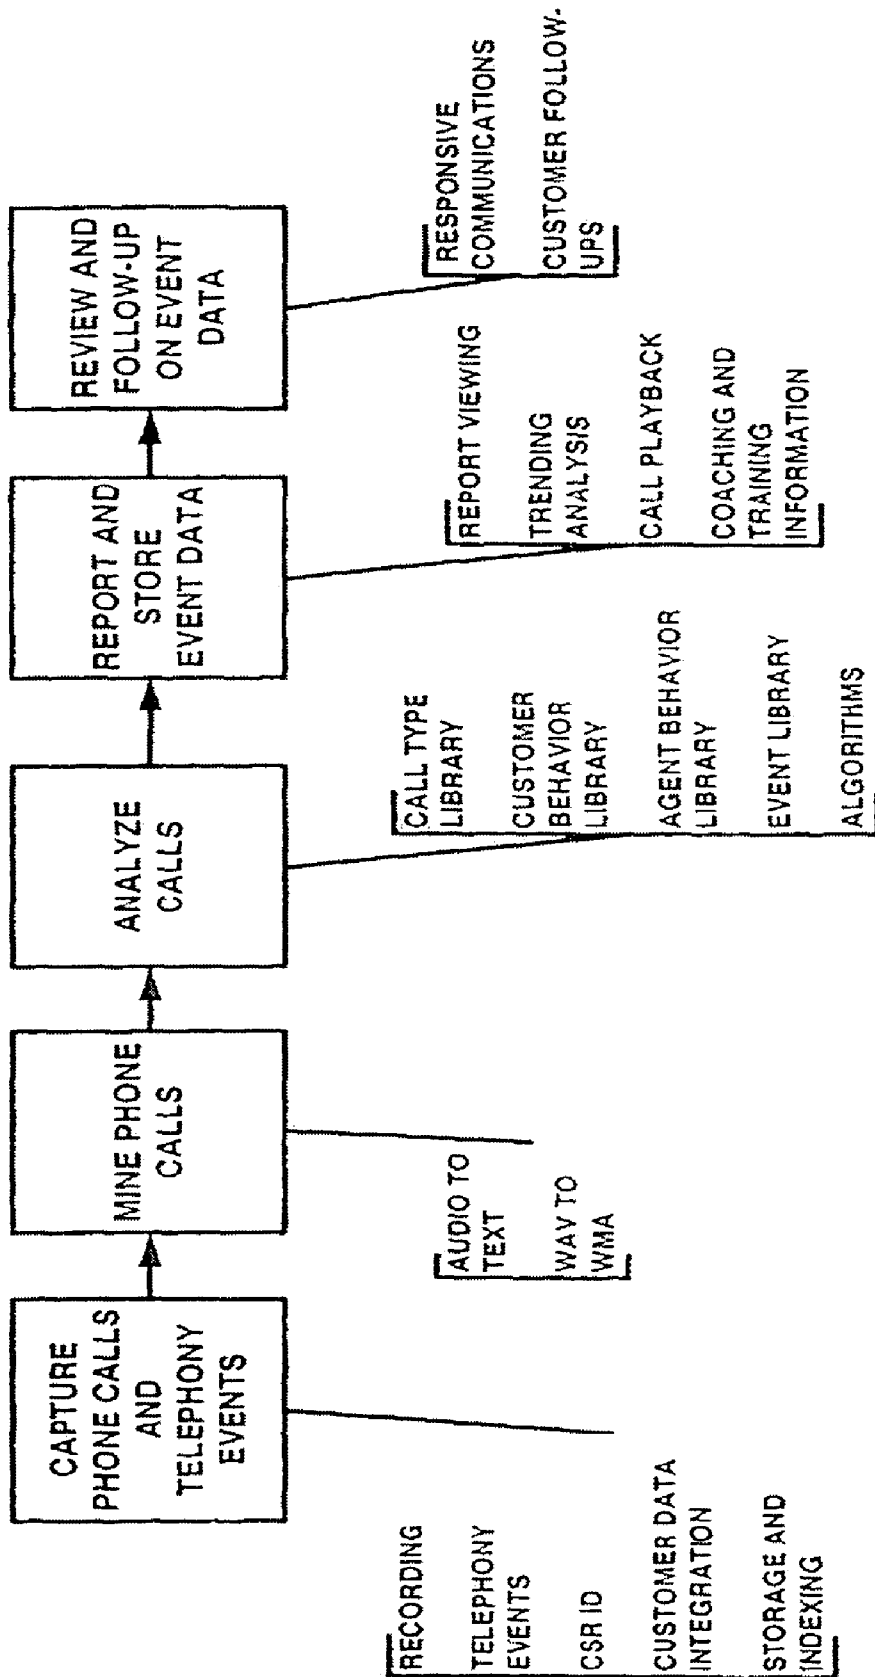 CAPTURE
PHONE CALLS
AND
TELEPHONY
EVENTS
MINE PHONE
CALLS
ANALYZE
CALLS
REPORT AND
STORE
EVENT DATA
REVIEW AND
FOLLOW-UP
ON EVENT
DATA
RECORDING
TELEPHONY
EVENTS
CSR ID
CUSTOMER DATA
INTEGRATION
STORAGE AND
INDEXING
AUDIO TO
TEXT
WAV TO
WMA
CALL TYPE
LIBRARY
CUSTOMER
BEHAVIOR
LIBRARY
AGENT BEHAVIOR
LIBRARY
EVENT LIBRARY
ALGORITHMS
REPORT VIEWING
TRENDING
ANALYSIS
CALL PLAYBACK
COACHING AND
TRAINING
INFORMATION
RESPONSIVE
COMMUNICATIONS
CUSTOMER FOLLOW-
UPS